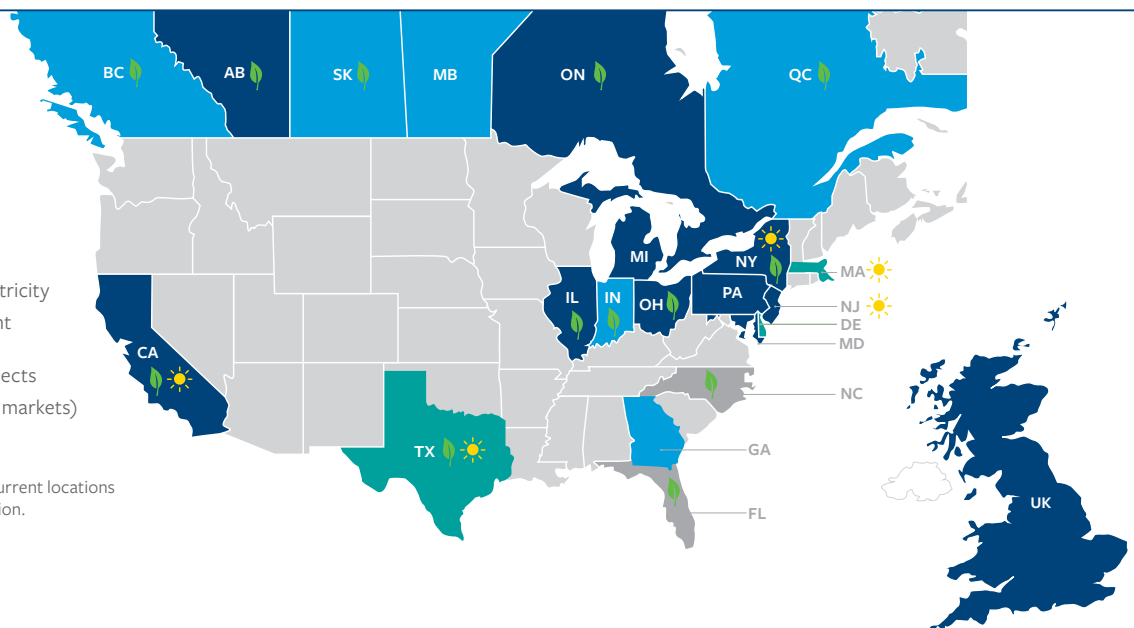 BC
AB
SK
MB
ON
QC
MI
NY
MA
PA
NJ
DE
MD
IL
IN
OH
tricity
nt
CA
ects
markets)
NC
TX
GA
urrent locations
ion.
FL
UK